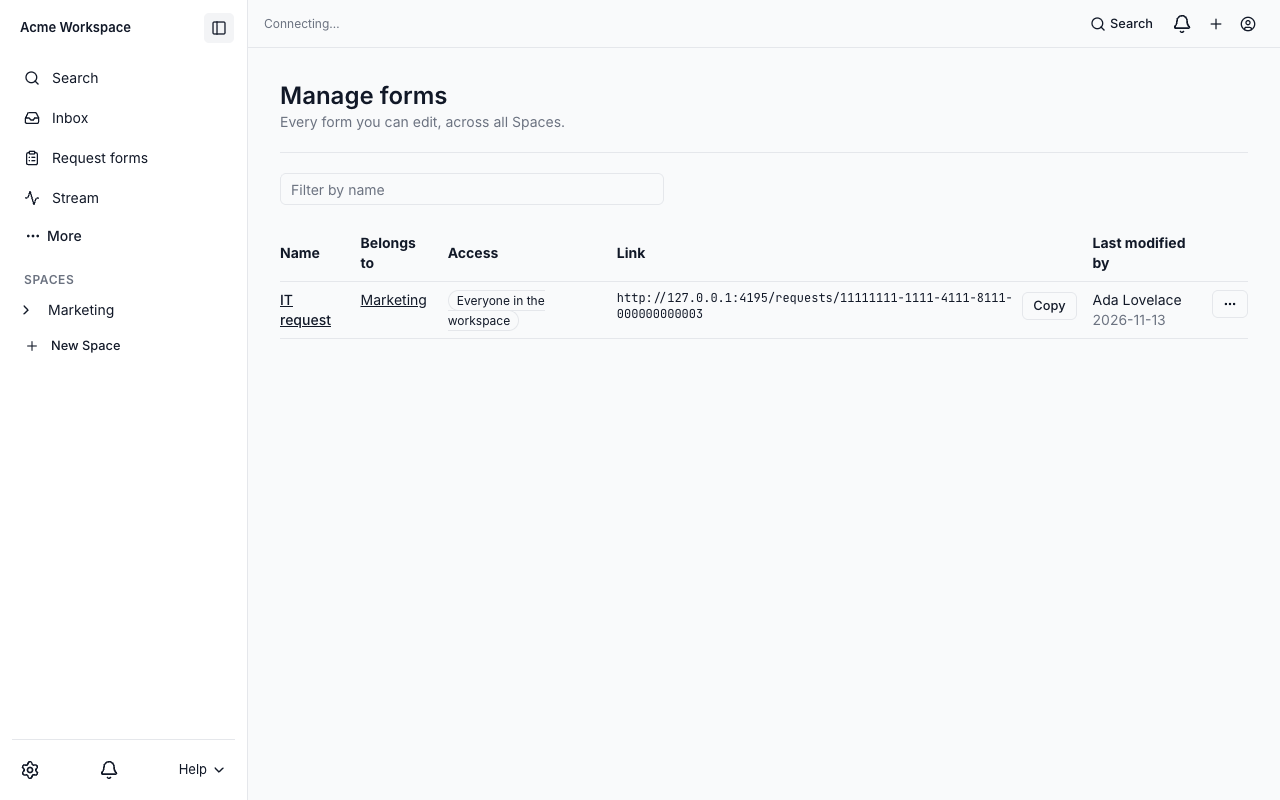 Acme Workspace
Connecting...
Search
Search
Inbox
Request forms
Stream
More
SPACES
Marketing
New Space
Help
Manage forms
Every form you can edit, across all Spaces.
Filter by name
Name
Belongs
to
Access
Link
Last modified
by
IT
request
Marketing
Everyone in the
workspace
http://127.0.0.1:4195/requests/11111111-1111-4111-8111-
000000000003
Copy
Ada Lovelace
2026-11-13